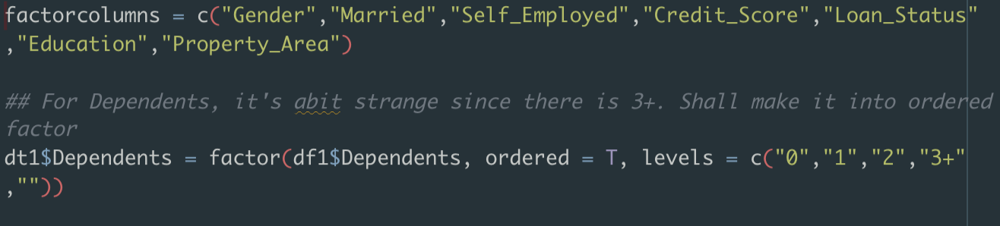 factorcolumns = c("Gender","Married","Self_Employed","Credit_Score","Loan_Status"
,"Education","Property_Area")
## For Dependents, it's abit strange since there is 3+. Shall make it into ordered
factor
dt1$Dependents = factor(df1$Dependents, ordered = T, levels = c("0","1","2","3+"
,""))